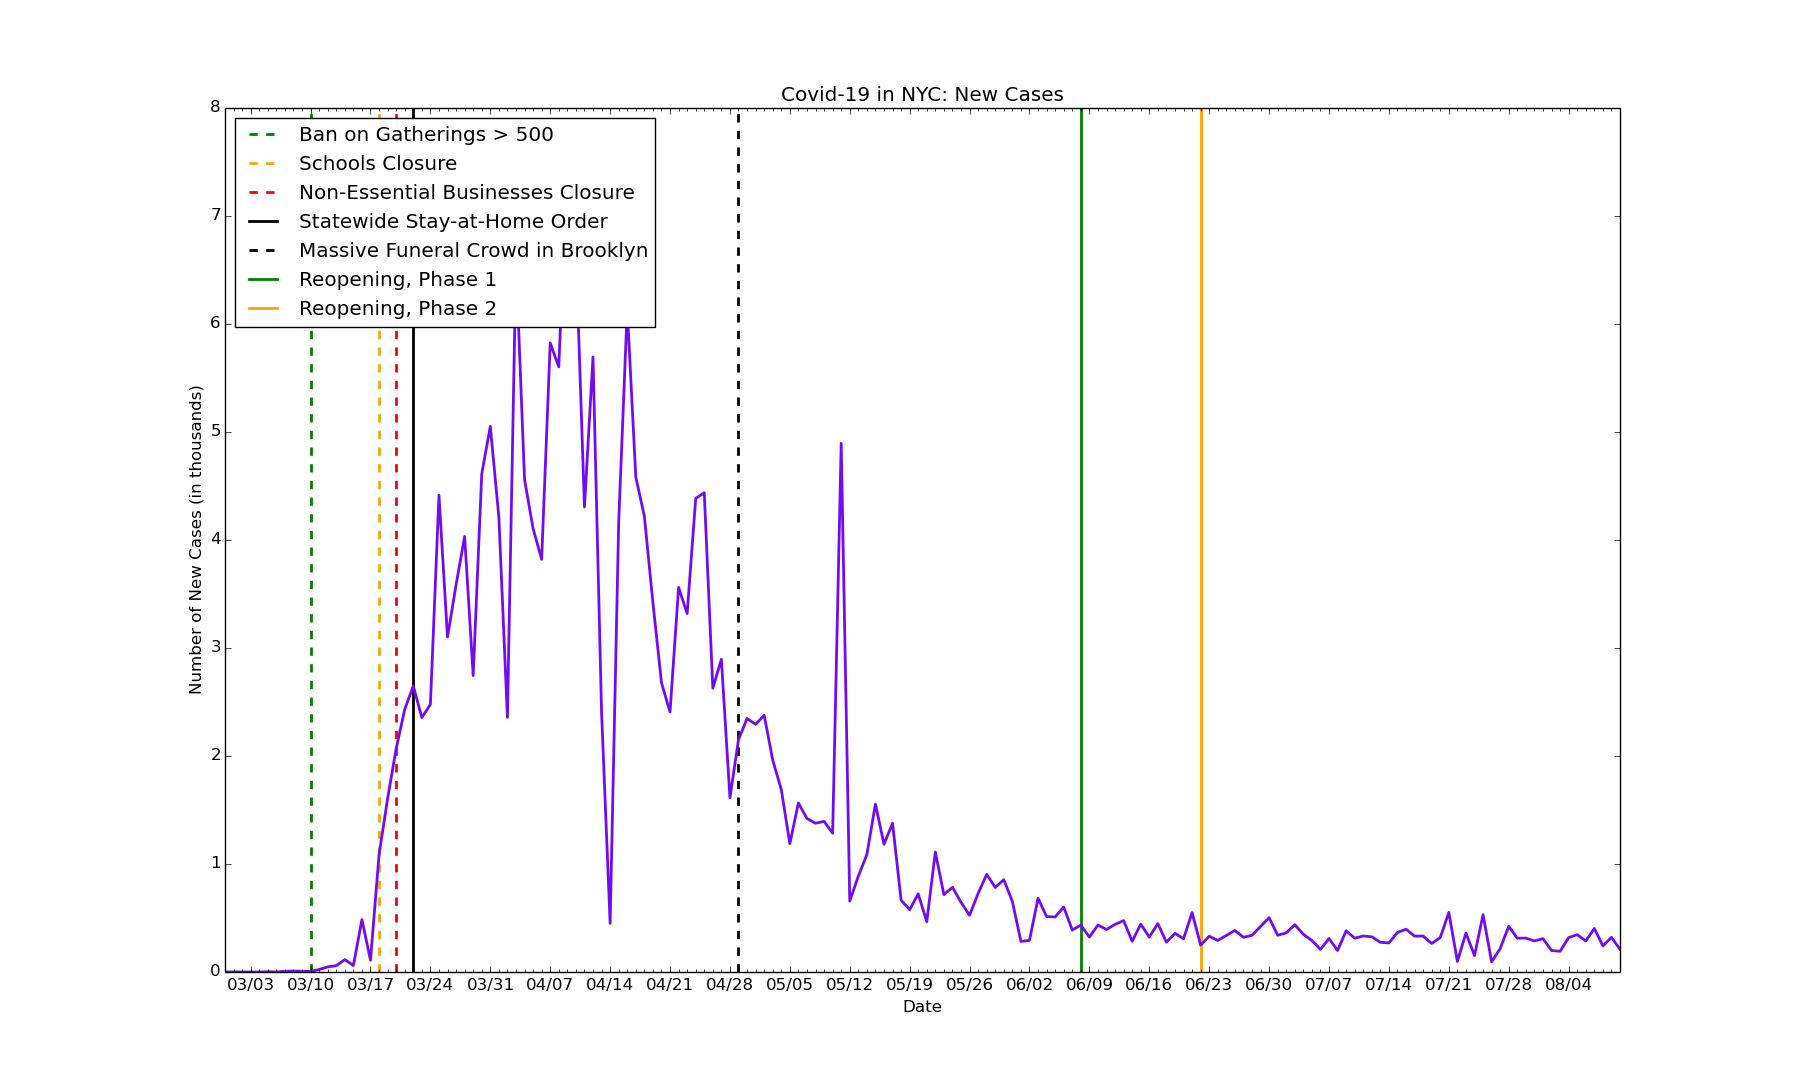 Covid-19 in NYC: New Cases
8
7
6
5
4
3
2
1
0
Number of New Cases (in thousands)
Ban on Gatherings > 500
Schools Closure
Non-Essential Businesses Closure
Statewide Stay-at-Home Order
Massive Funeral Crowd in Brooklyn
Reopening, Phase 1
Reopening, Phase 2
03/03 03/10 03/17 03/24 03/31 04/07 04/14 04/21 04/28 05/05 05/12 05/19 05/26 06/02 06/09 06/16 06/23 06/30 07/07 07/14 07/21 07/28 08/04
Date